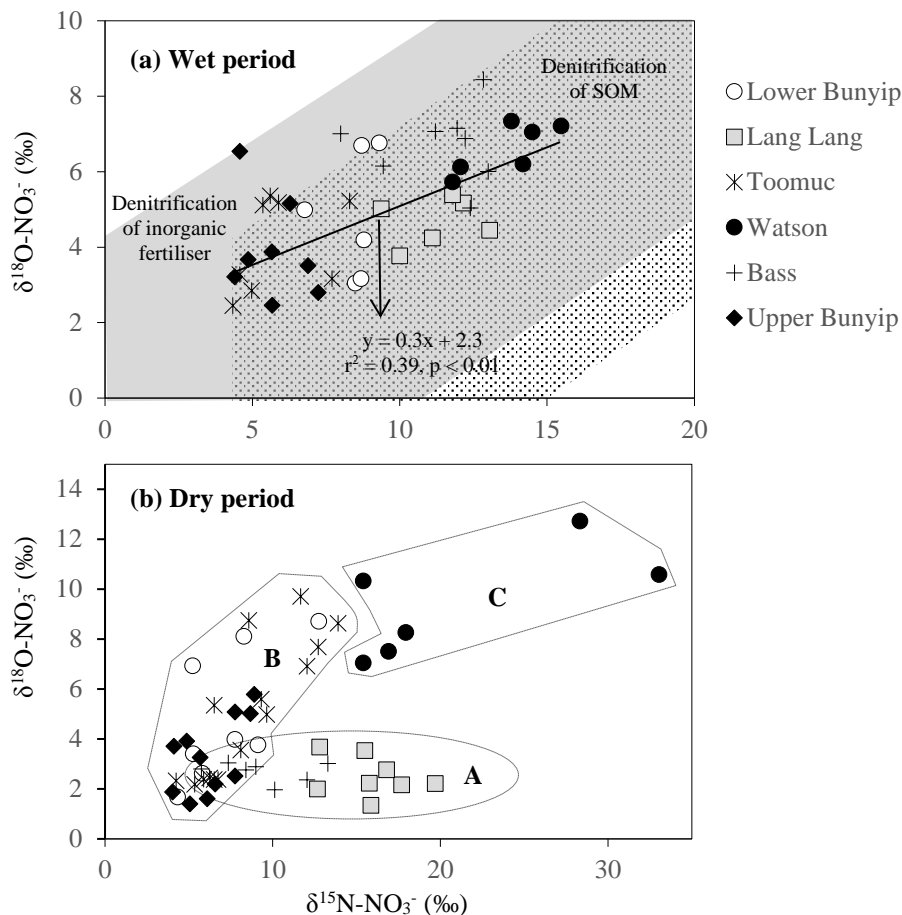 (a) Wet period
δ¹⁸O-NO₃⁻ (‰)
10
8
6
4
2
0
0
5
10
15
20
Denitrification
of SOM
Denitrification
of inorganic
fertiliser
y = 0.3x + 2.3
r² = 0.39, p < 0.01
Lower Bunyip
Lang Lang
Toomuc
Watson
Bass
Upper Bunyip
(b) Dry period
δ¹⁸O-NO₃⁻ (‰)
14
12
10
8
6
4
2
0
C
B
A
0
10
20
30
δ¹⁵N-NO₃⁻ (‰)